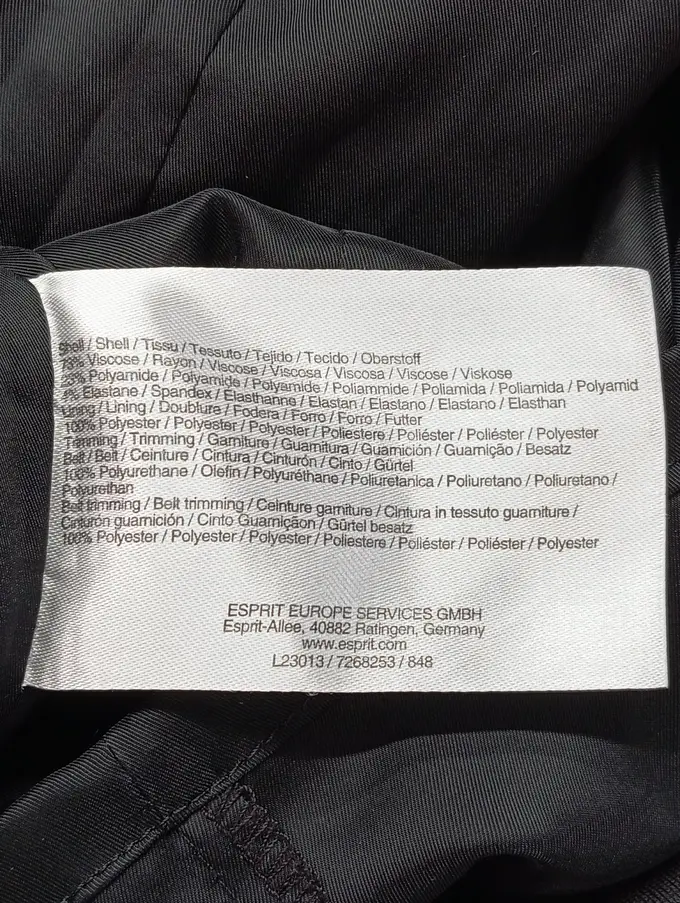 Shell / Shell / Tissu / Tessuto / Tejido / Tecido / Oberstoff
Viscose / Rayon / Viscose / Viscosa / Viscosa / Viscose / Viskose
Polyamide / Polyamide / Polyamide / Poliammide / Poliamida / Poliamida / Polyamid
Elastane / Spandex / Elasthanne / Elastan / Elastano / Elastano / Elasthan
Lining / Lining / Doublure / Fodera / Forro / Forro / Futter
100% Polyester / Polyester / Polyester / Poliestere / Poliéster / Poliéster / Polyester
Trimming / Trimming / Garniture / Guarnitura / Guarnición / Guarnição / Besatz
Belt / Belt / Ceinture / Cintura / Cinturón / Cinto / Gürtel
100% Polyurethane / Olefin / Polyuréthane / Poliuretanica / Poliuretano / Poliuretano /
Polyurethan
Belt trimming / Belt trimming / Ceinture garniture / Cintura in tessuto guarniture /
Cinturón guarnición / Cinto Guarniçãon / Gürtel besatz
100% Polyester / Polyester / Polyester / Poliestere / Poliéster / Poliéster / Polyester
ESPRIT EUROPE SERVICES GMBH
Esprit-Allee, 40882 Ratingen, Germany
www.esprit.com
L23013 / 7268253 / 848